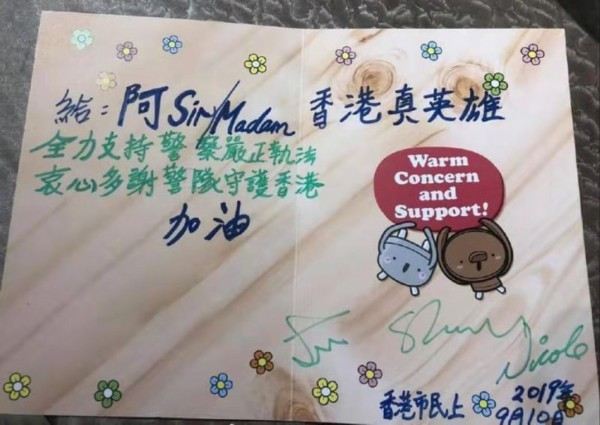 給：阿Sir/Madam 香港真英雄
全力支持警察嚴正執法
衷心多謝警隊守護香港
加油
Warm
Concern
and
Support!
Nicole
香港市民上
2019年
9月10日